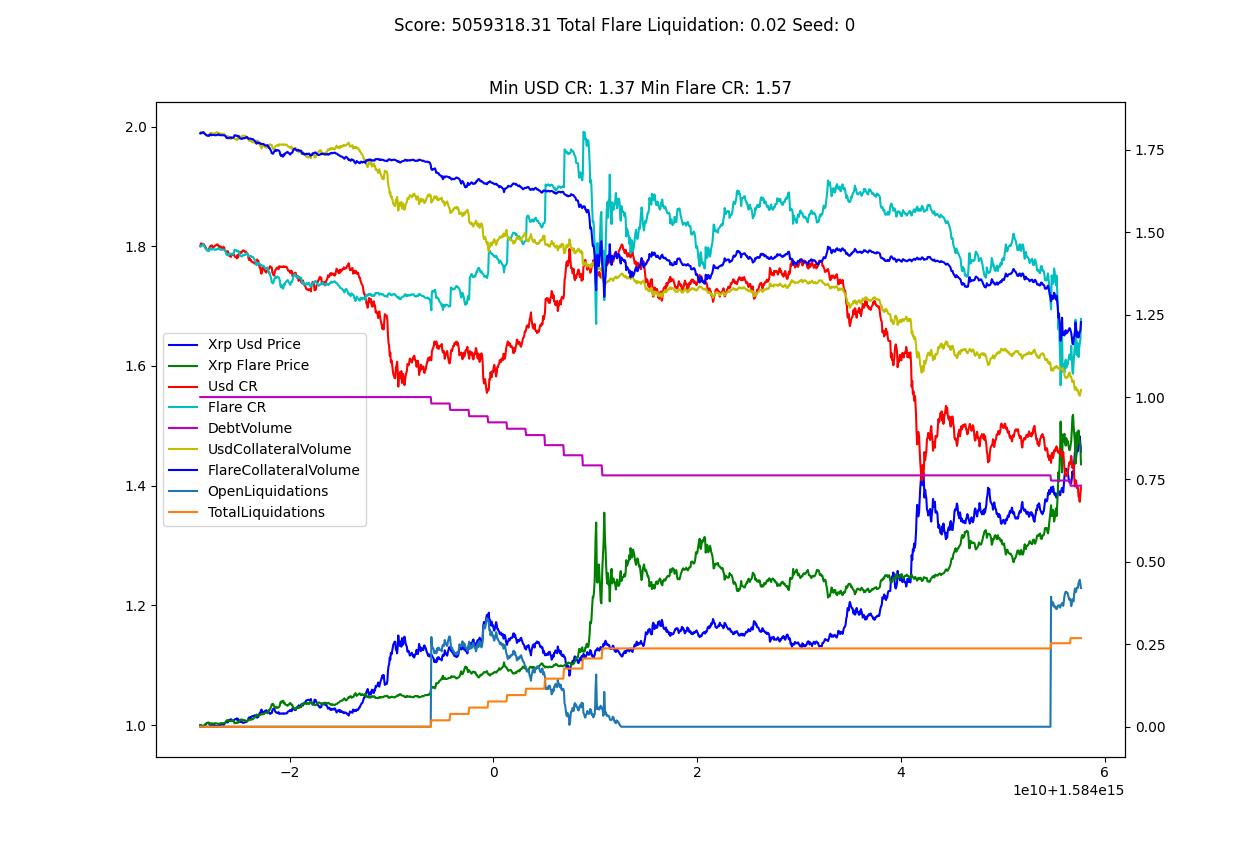 Score: 5059318.31 Total Flare Liquidation: 0.02 Seed: 0
Min USD CR: 1.37 Min Flare CR: 1.57
2.0
1.8
1.6
1.4
1.2
1.0
1.75
1.50
1.25
1.00
0.75
0.50
0.25
0.00
Xrp Usd Price
Xrp Flare Price
Usd CR
Flare CR
DebtVolume
UsdCollateralVolume
FlareCollateralVolume
OpenLiquidations
TotalLiquidations
−2 0 2 4 6
1e10+1.584e15